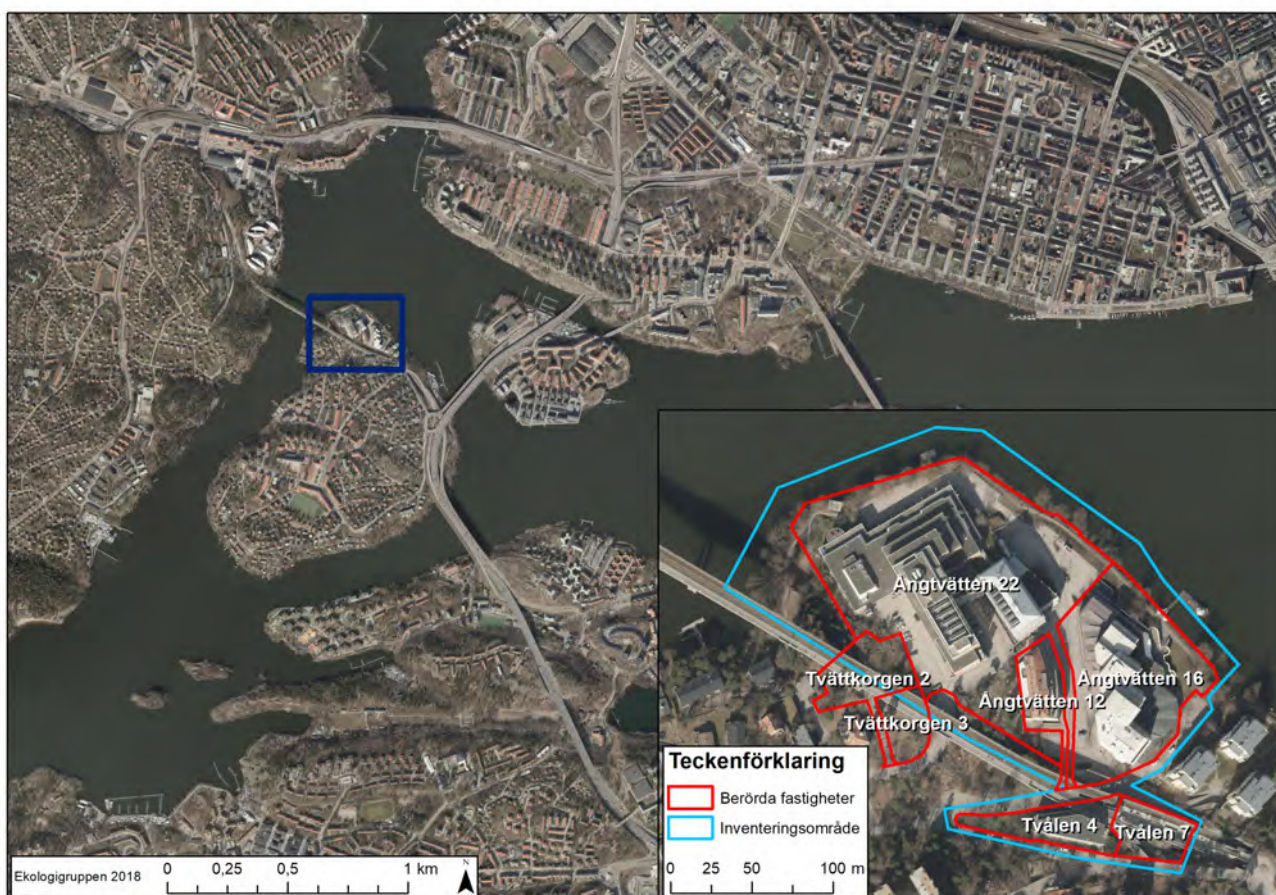 Ångtvätten 22
Tvättkorgen 2
Ångtvätten 16
Ångtvätten 12
Tvättkorgen 3
Teckenförklaring
Berörda fastigheter
Inventeringsområde
0 25 50 100 m
Tvålen 4
Tvålen 7
Ekologigruppen 2018
0 0,25 0,5 1 km
N